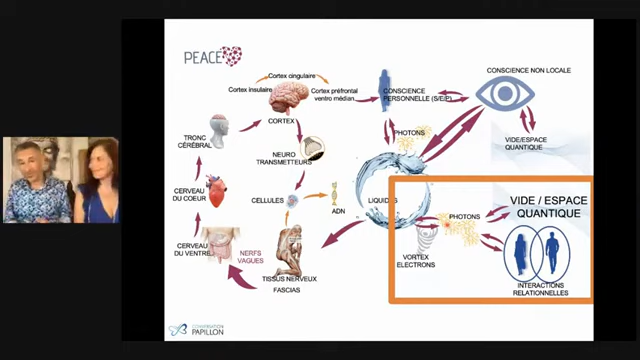 PEACE
Cortex cingulaire
Cortex insulaire
Cortex préfrontal
ventro médian
CORTEX
CONSCIENCE
PERSONNELLE (S/E/P)
CONSCIENCE NON LOCALE
VIDE/ESPACE
QUANTIQUE
TRONC
CÉRÉBRAL
NEURO
TRANSMETTEURS
PHOTONS
CERVEAU
DU COEUR
CELLULES
ADN
LIQUIDES
PHOTONS
VIDE / ESPACE
QUANTIQUE
CERVEAU
DU VENTRE
NERFS
VAGUES
VORTEX
ELECTRONS
TISSUS NERVEUX
FASCIAS
INTERACTIONS
RELATIONNELLES
PAPILLON